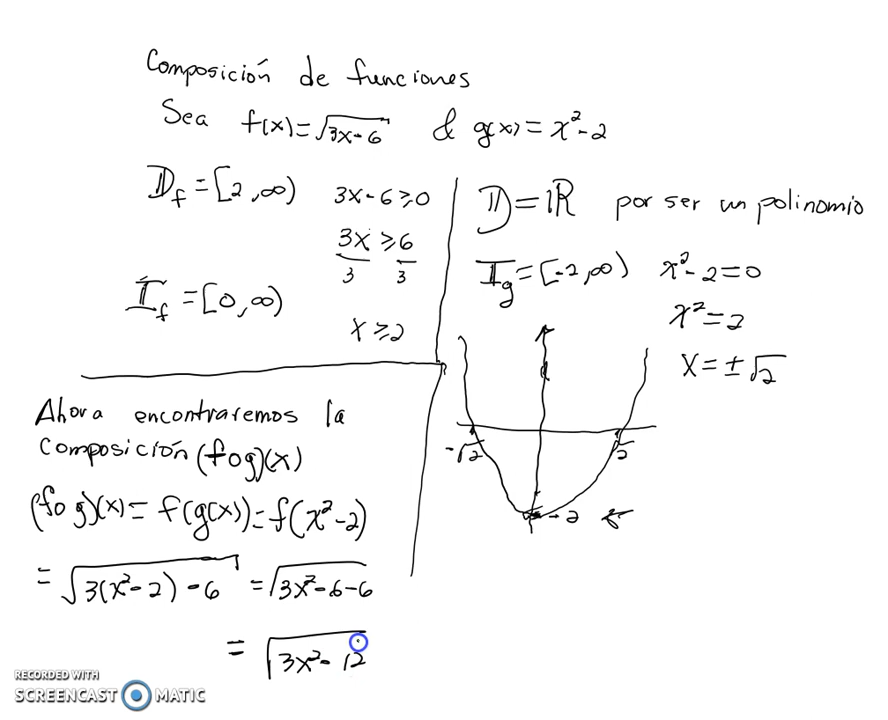 Composición de funciones
Sea f(x)=√(3x-6) & g(x)=x²-2
D_f=[2,∞)
3x-6≥0
3x≥6
3 3
x≥2
I_f=[0,∞)
D=ℝ por ser un polinomio
I_g=[-2,∞)
x²-2=0
x²=2
x=±√2
-√2
√2
-2
Ahora encontraremos la
composición (fog)(x)
(fog)(x)=f(g(x))=f(x²-2)
=√(3(x²-2)-6) =√(3x²-6-6)
=√(3x²-12)
RECORDED WITH
SCREENCAST MATIC